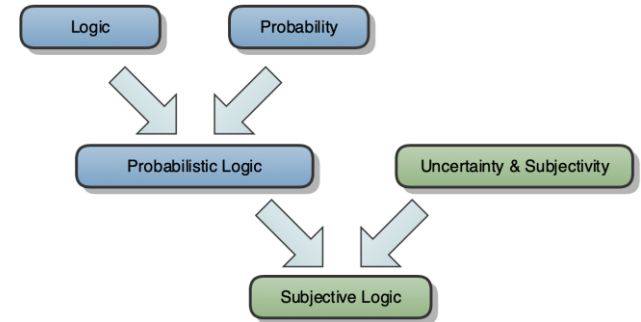 Logic
Probability
Probabilistic Logic
Uncertainty & Subjectivity
Subjective Logic